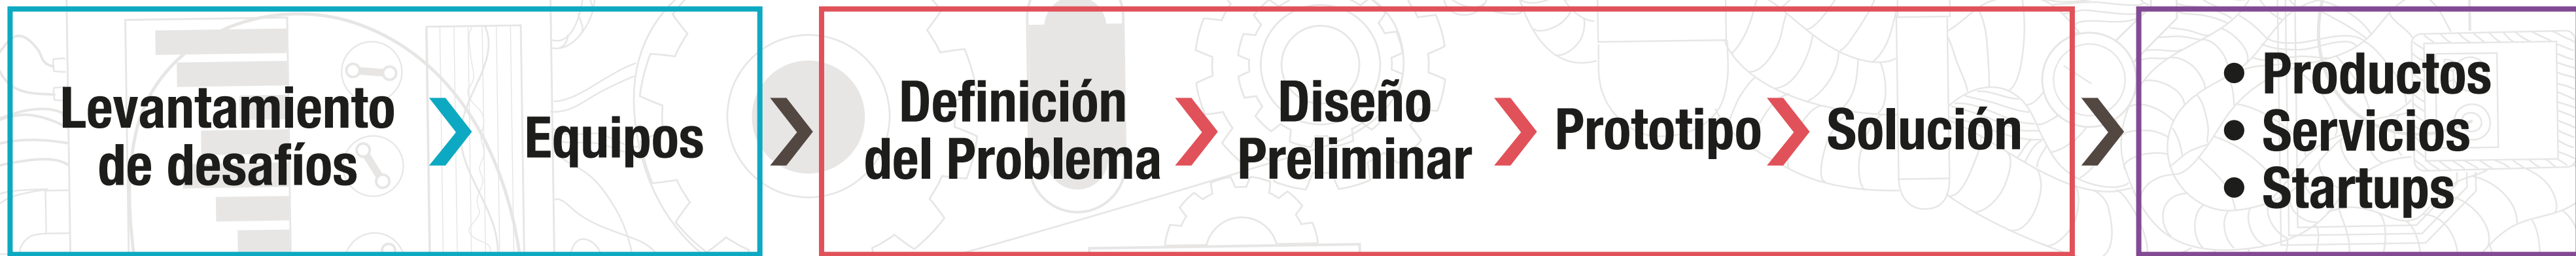 Levantamiento
de desafíos
Equipos
Definición
del Problema
Diseño
Preliminar
Prototipo
Solución
• Productos
• Servicios
• Startups